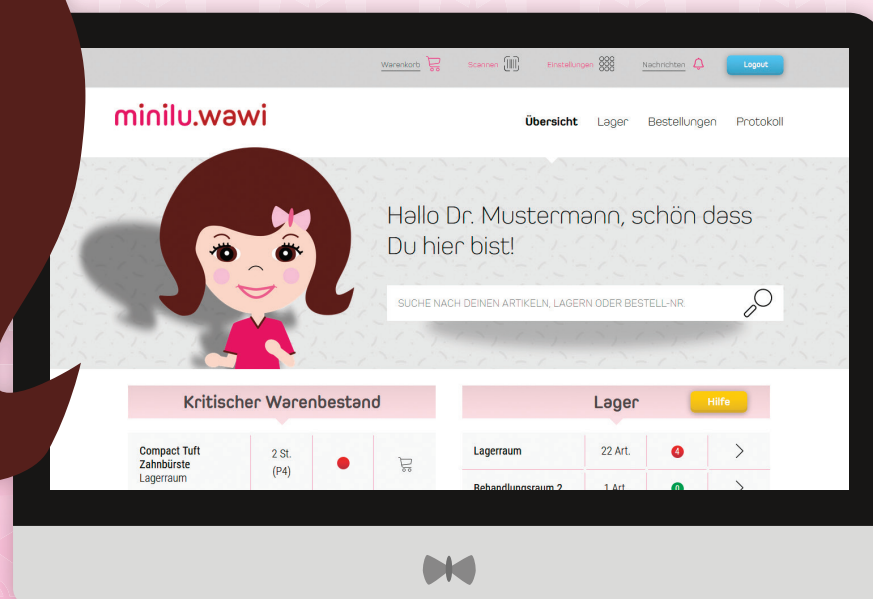 Warenkorb Scannen Einstellungen Nachrichten Logout
minilu.wawi
Übersicht Lager Bestellungen Protokoll
Hallo Dr. Mustermann, schön dass
Du hier bist!
SUCHE NACH DEINEN ARTIKELN, LAGERN ODER BESTELL-NR.
Kritischer Warenbestand
Compact Tuft
Zahnbürste
Lagerraum
2 St.
(P4)
Lager Hilfe
Lagerraum 22 Art. 4
Behandlungsraum 2 1 Art. 0